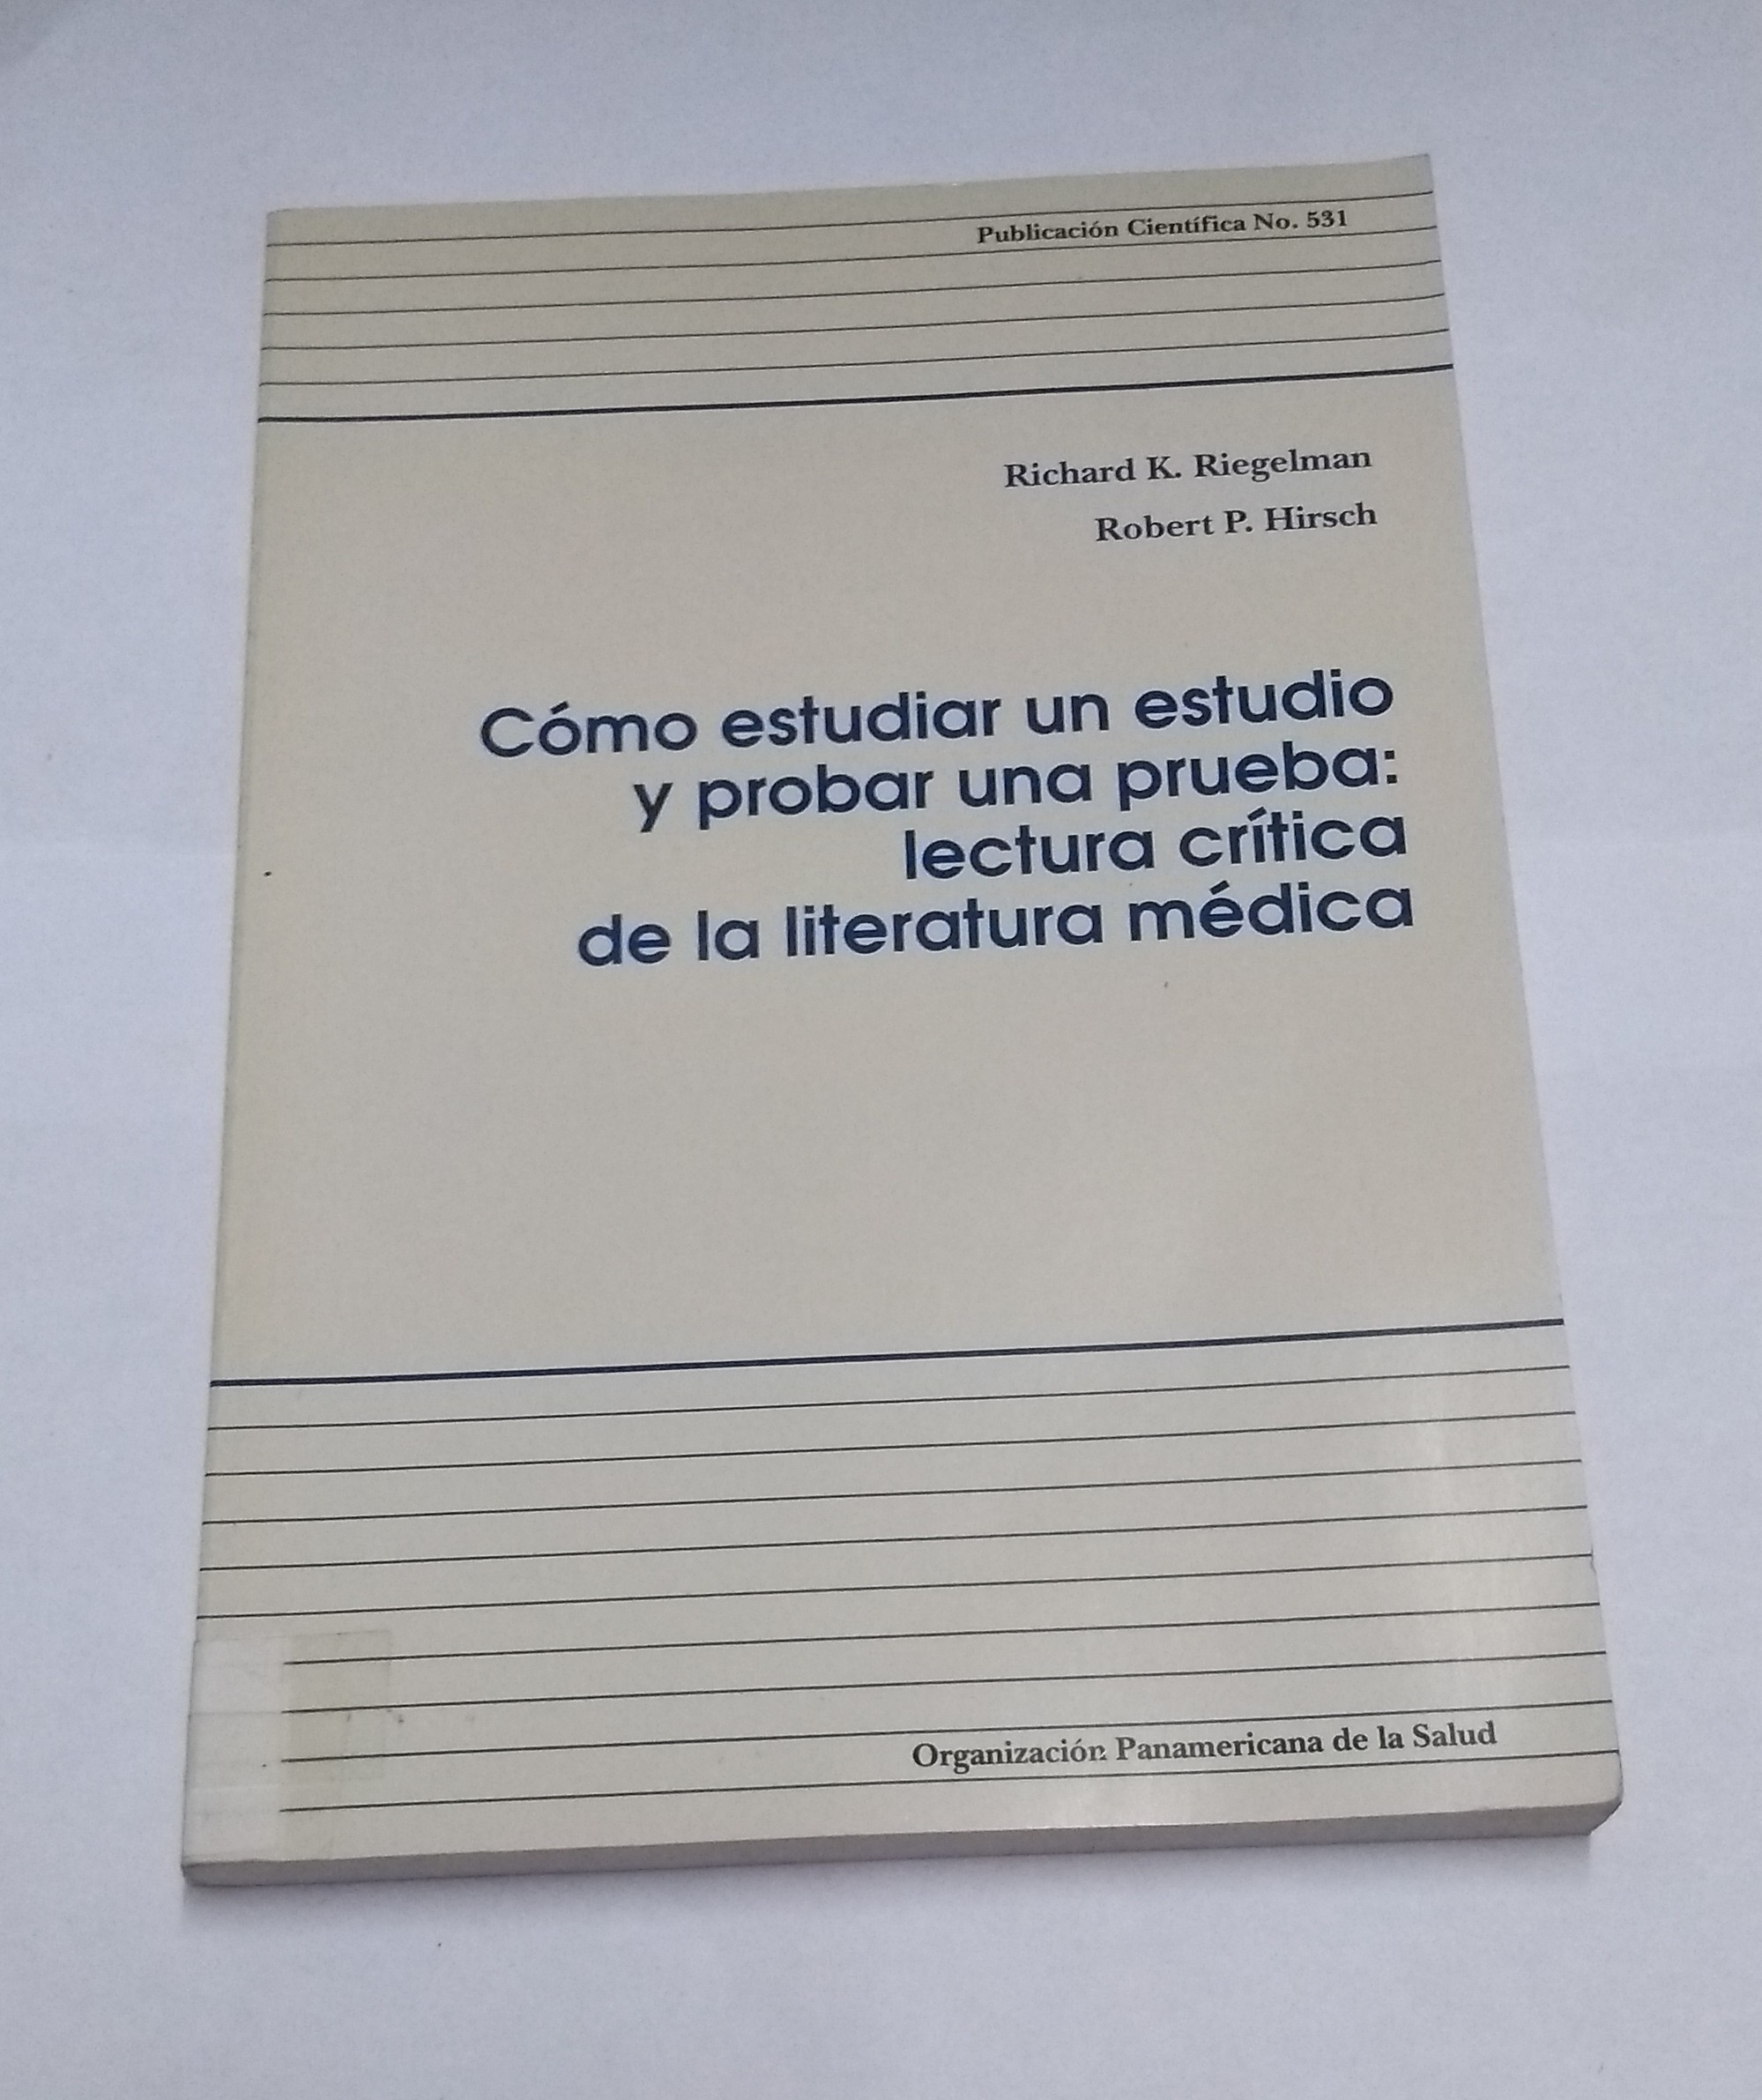 Publicación Científica No. 531
Richard K. Riegelman
Robert P. Hirsch
Cómo estudiar un estudio
y probar una prueba:
lectura crítica
de la literatura médica
Organización Panamericana de la Salud